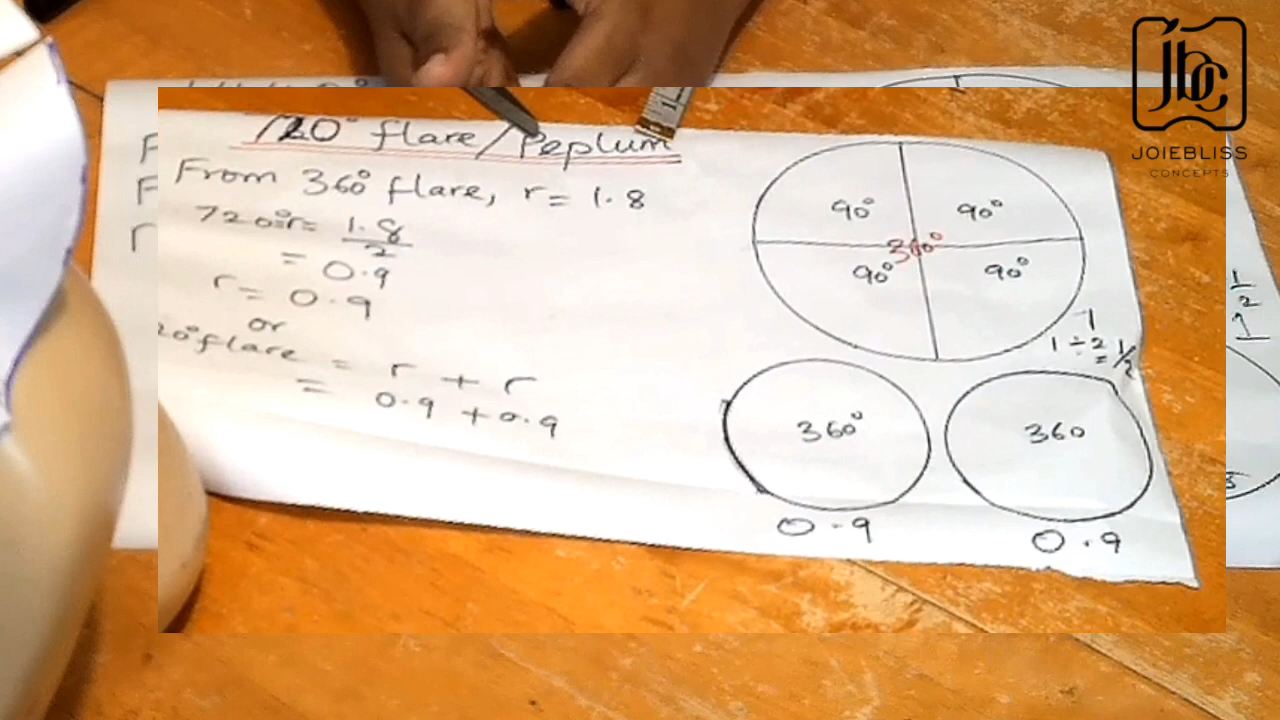 720° flare/Peplum
From 360° flare, r = 1.8
720° r = 1.8
2
= 0.9
r = 0.9
or
20° flare = r + r
= 0.9 + 0.9
90° 90°
360°
90° 90°
1
1 ÷ 2
= 1/2
360° 360
0.9 0.9
jbc
JOIEBLISS
CONCEPTS